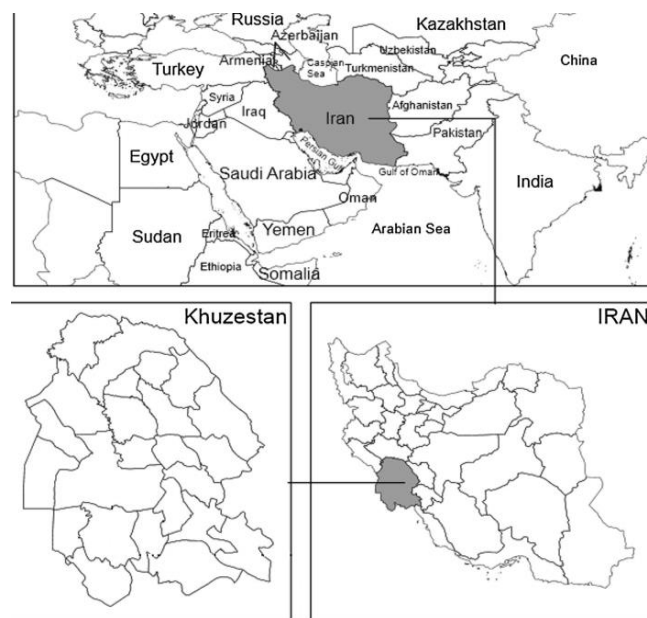 Russia
Kazakhstan
Azerbaijan
Uzbekistan
China
Armenia
Caspian
Sea
Turkmenistan
Turkey
Syria
Iraq
Iran
Afghanistan
Jordan
Persian Gulf
Pakistan
Egypt
Saudi Arabia
Gulf of Oman
India
Oman
Sudan
Eritrea
Yemen
Arabian Sea
Ethiopia
Somalia
Khuzestan
IRAN